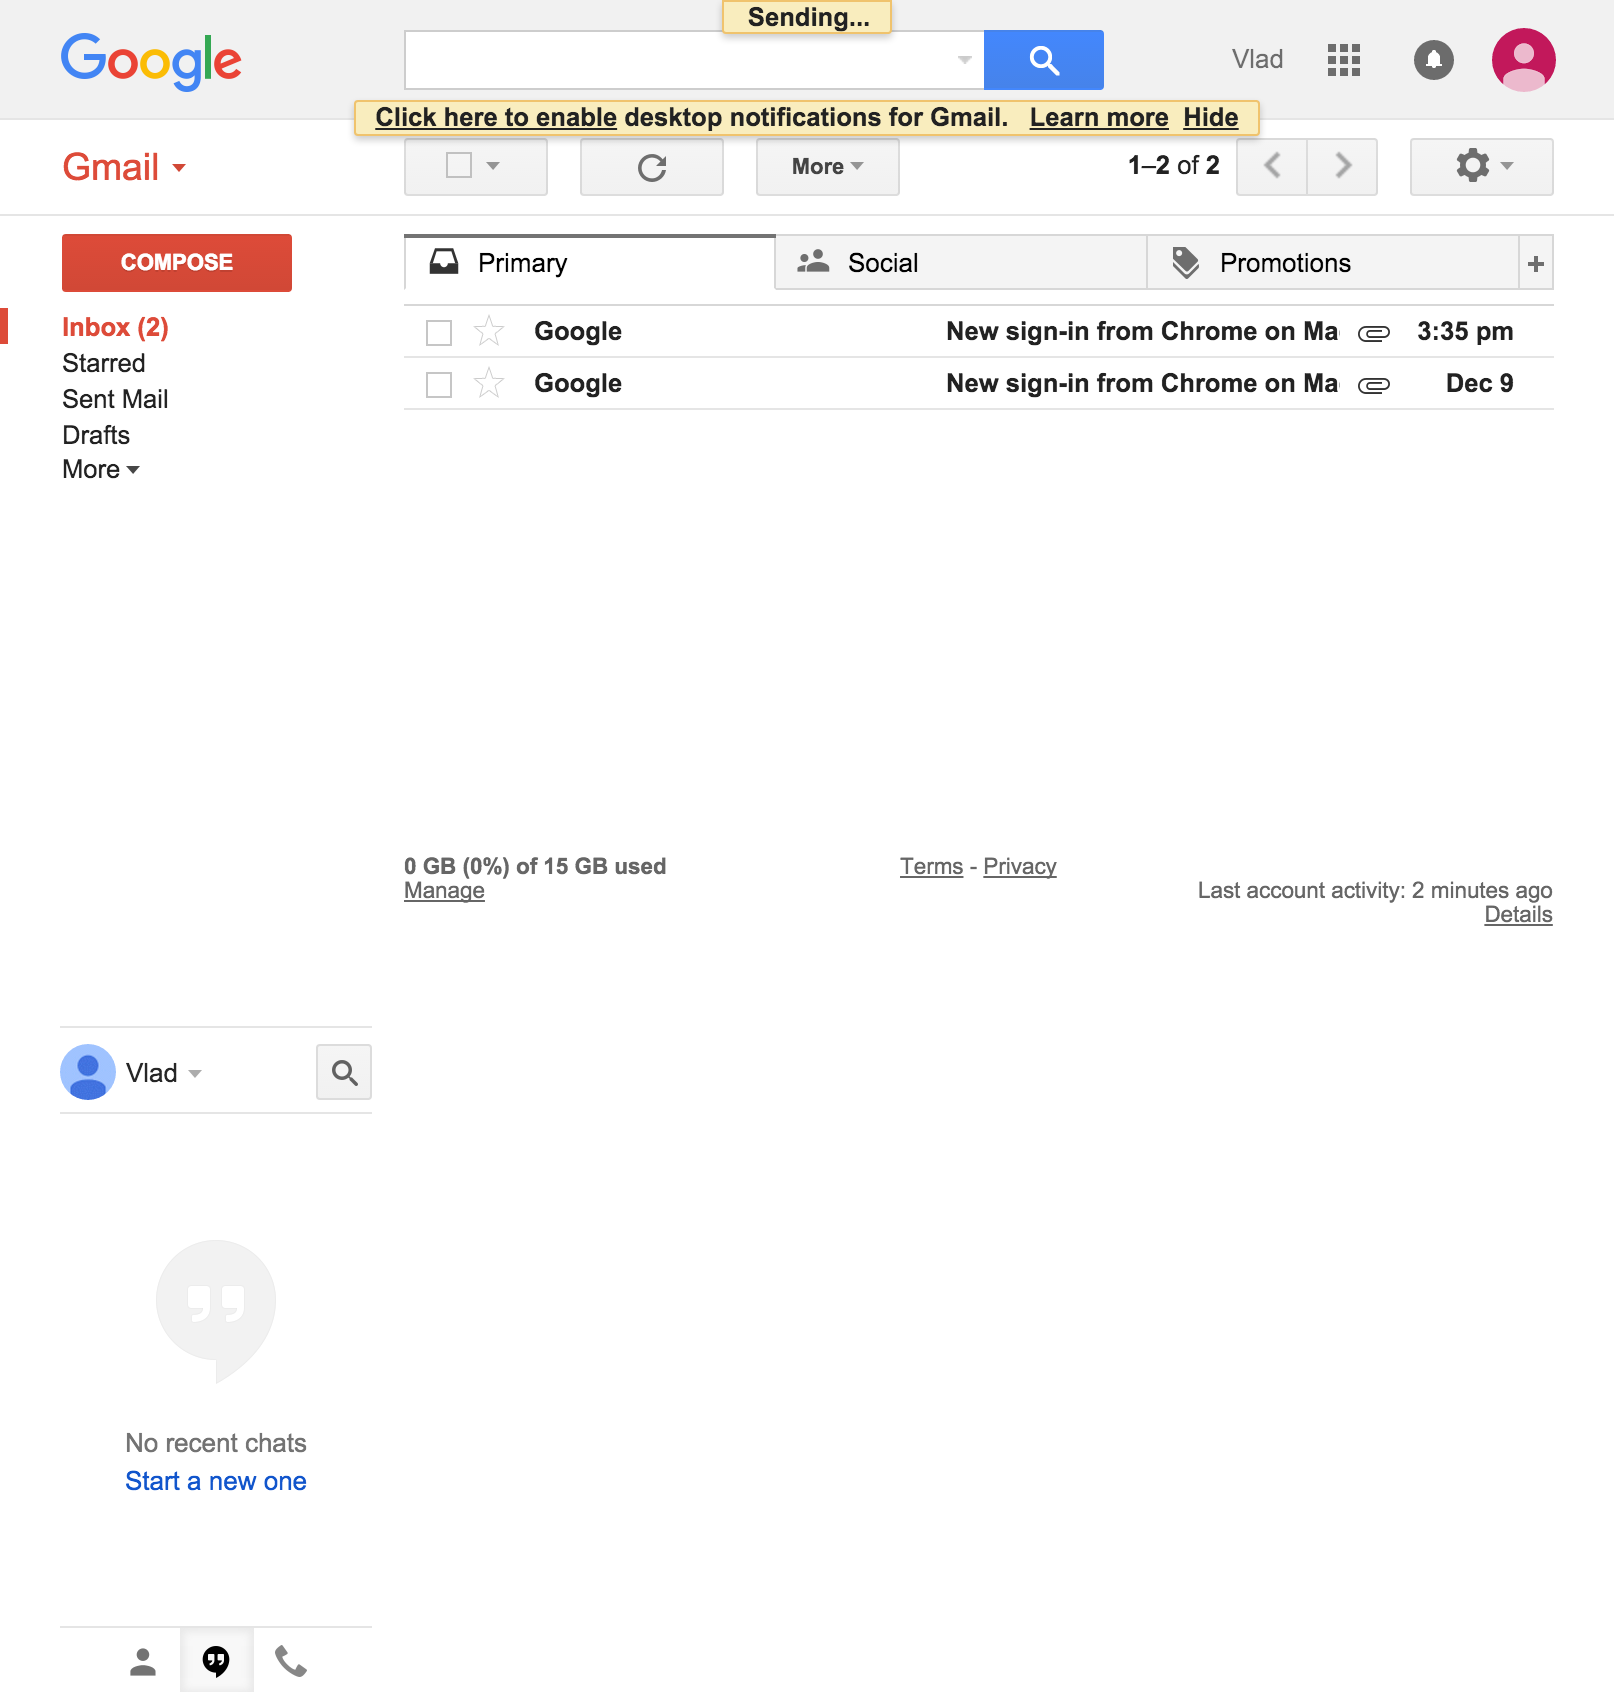 Sending...
Google
Vlad
Click here to enable desktop notifications for Gmail. Learn more Hide
Gmail
More
1–2 of 2
COMPOSE
Primary
Social
Promotions
Inbox (2)
Starred
Sent Mail
Drafts
More
Google New sign-in from Chrome on Ma 3:35 pm
Google New sign-in from Chrome on Ma Dec 9
0 GB (0%) of 15 GB used
Manage
Terms - Privacy
Last account activity: 2 minutes ago
Details
Vlad
No recent chats
Start a new one